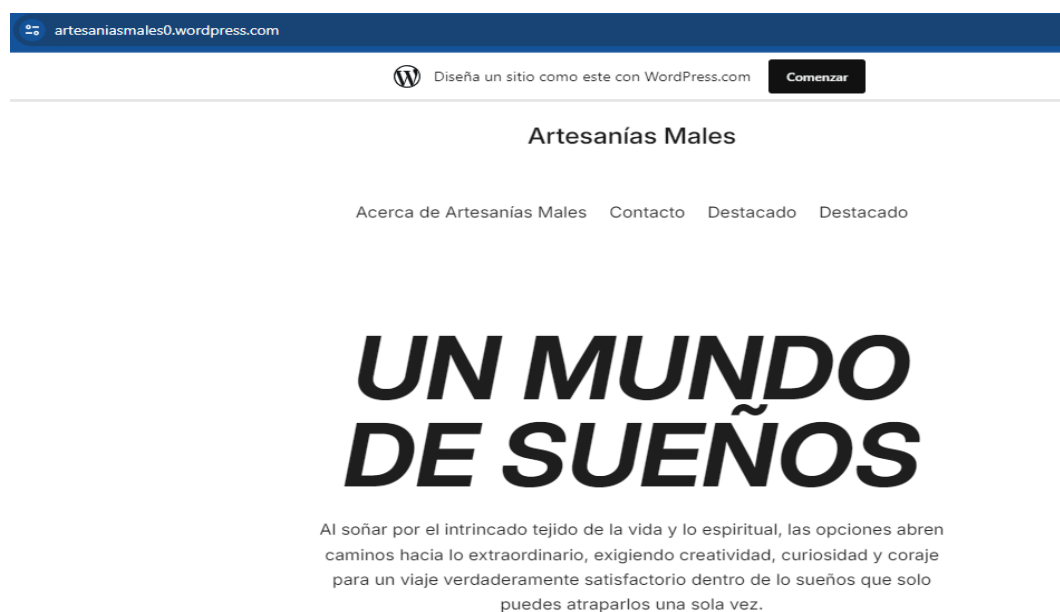 artesaniasmales0.wordpress.com
Diseña un sitio como este con WordPress.com Comenzar
Artesanías Males
Acerca de Artesanías Males Contacto Destacado Destacado
UN MUNDO
DE SUEÑOS
Al soñar por el intrincado tejido de la vida y lo espiritual, las opciones abren
caminos hacia lo extraordinario, exigiendo creatividad, curiosidad y coraje
para un viaje verdaderamente satisfactorio dentro de lo sueños que solo
puedes atraparlos una sola vez.